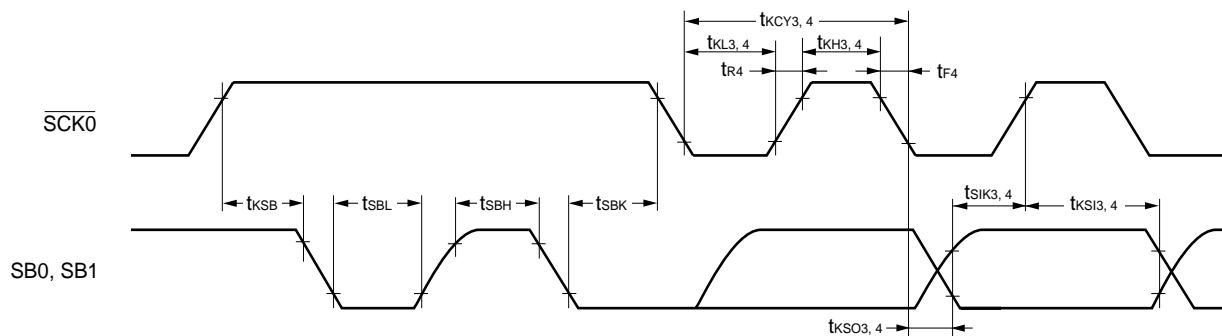 tKCY3, 4
tKL3, 4 tKH3, 4
tR4 tF4
SCK0
tKSB tSBL tSBH tSBK tSIK3, 4 tKSI3, 4
SB0, SB1
tKSO3, 4